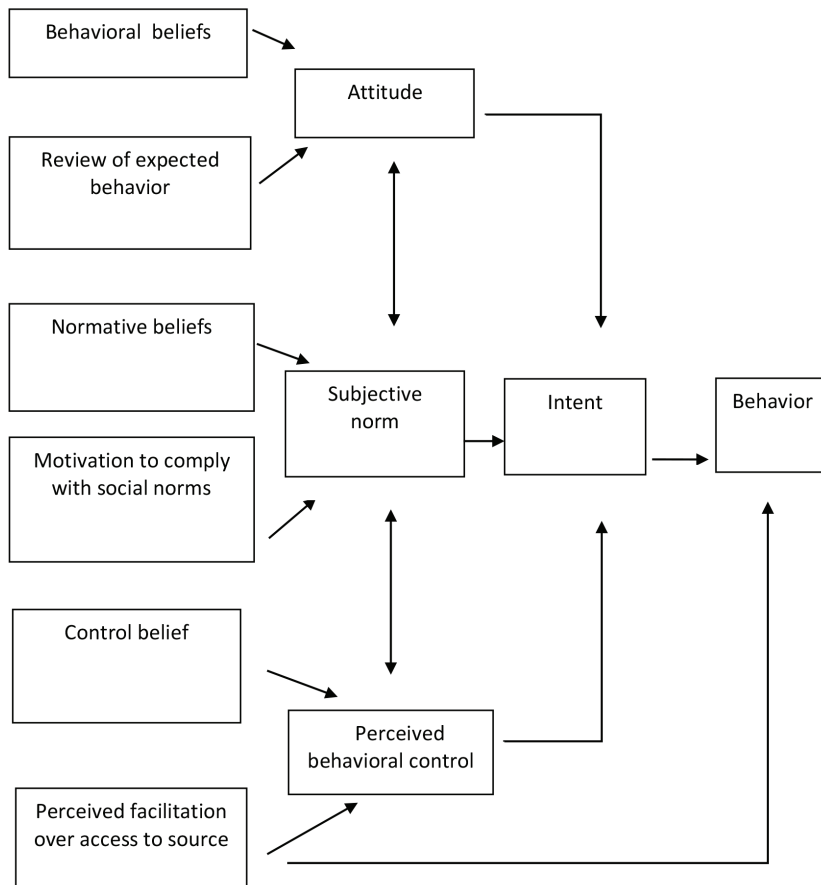 Behavioral beliefs
Attitude
Review of expected
behavior
Normative beliefs
Subjective
norm
Intent
Behavior
Motivation to comply
with social norms
Control belief
Perceived
behavioral control
Perceived facilitation
over access to source